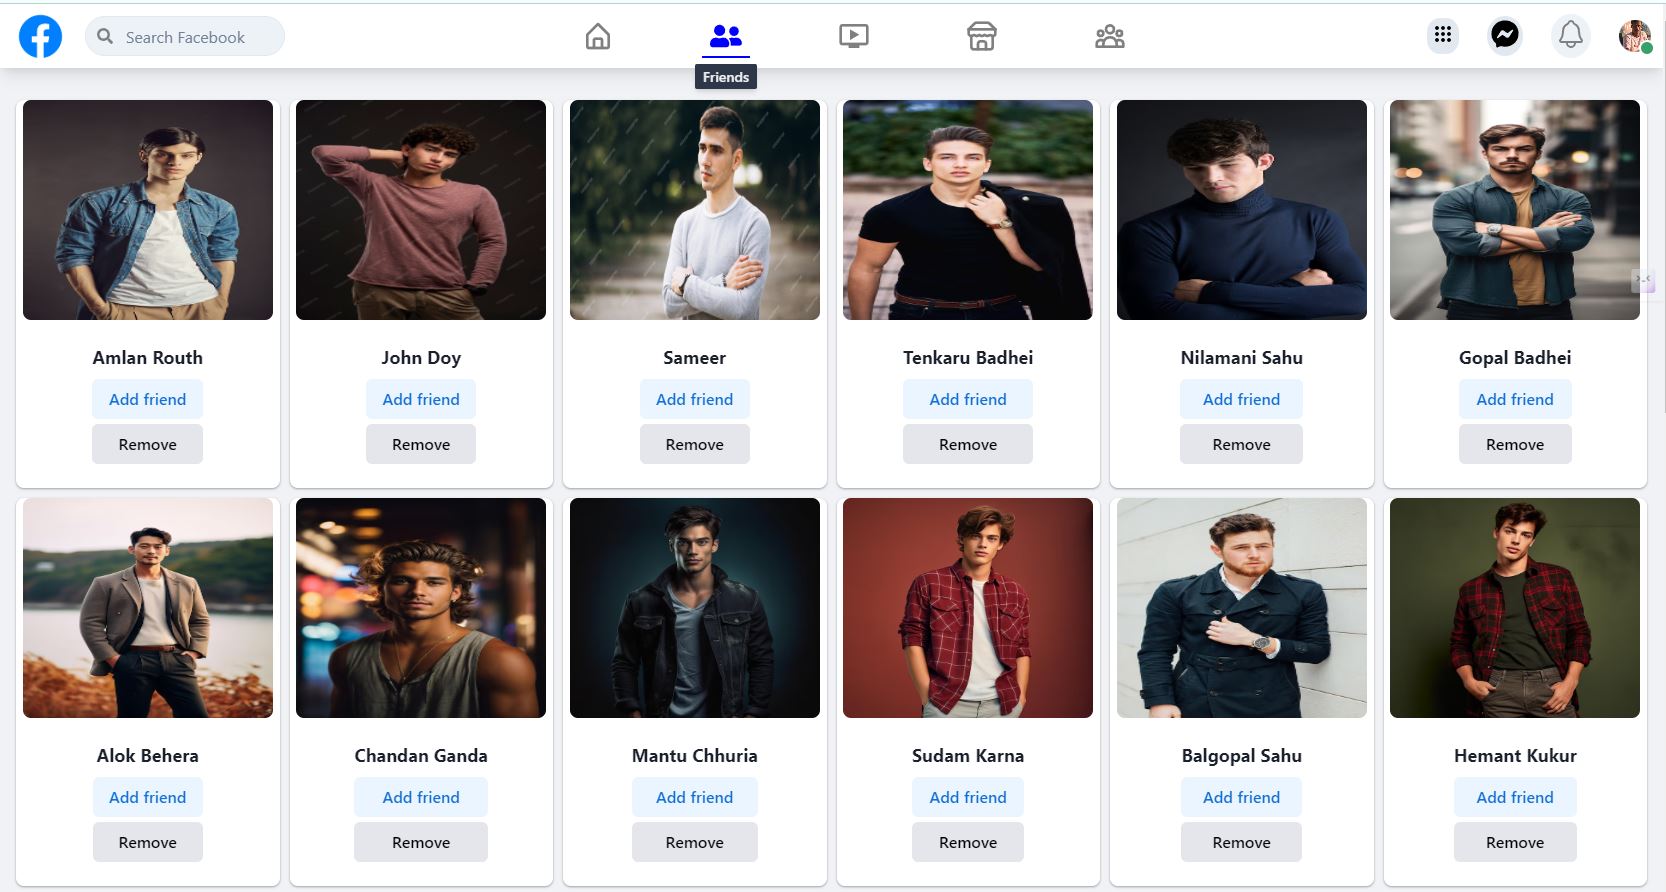 Search Facebook
Friends
Amlan Routh
Add friend
Remove
John Doy
Add friend
Remove
Sameer
Add friend
Remove
Tenkaru Badhei
Add friend
Remove
Nilamani Sahu
Add friend
Remove
Gopal Badhei
Add friend
Remove
Alok Behera
Add friend
Remove
Chandan Ganda
Add friend
Remove
Mantu Chhuria
Add friend
Remove
Sudam Karna
Add friend
Remove
Balgopal Sahu
Add friend
Remove
Hemant Kukur
Add friend
Remove